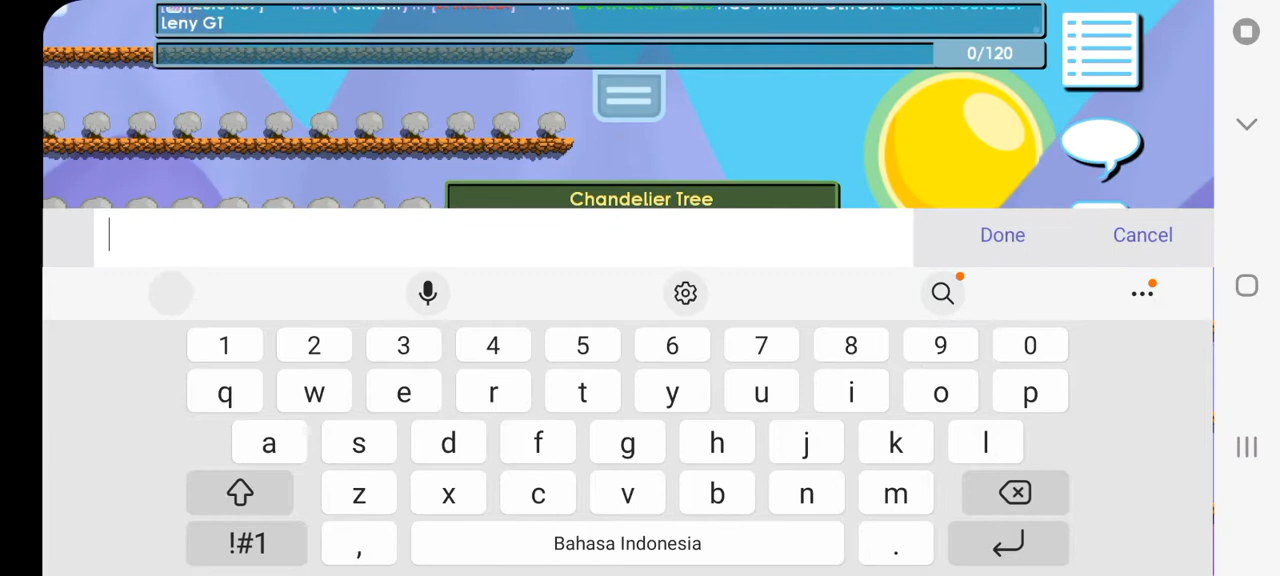 Leny GT
0/120
Chandelier Tree
Done
Cancel
1 2 3 4 5 6 7 8 9 0
q w e r t y u i o p
a s d f g h j k l
z x c v b n m
!#1 , Bahasa Indonesia .